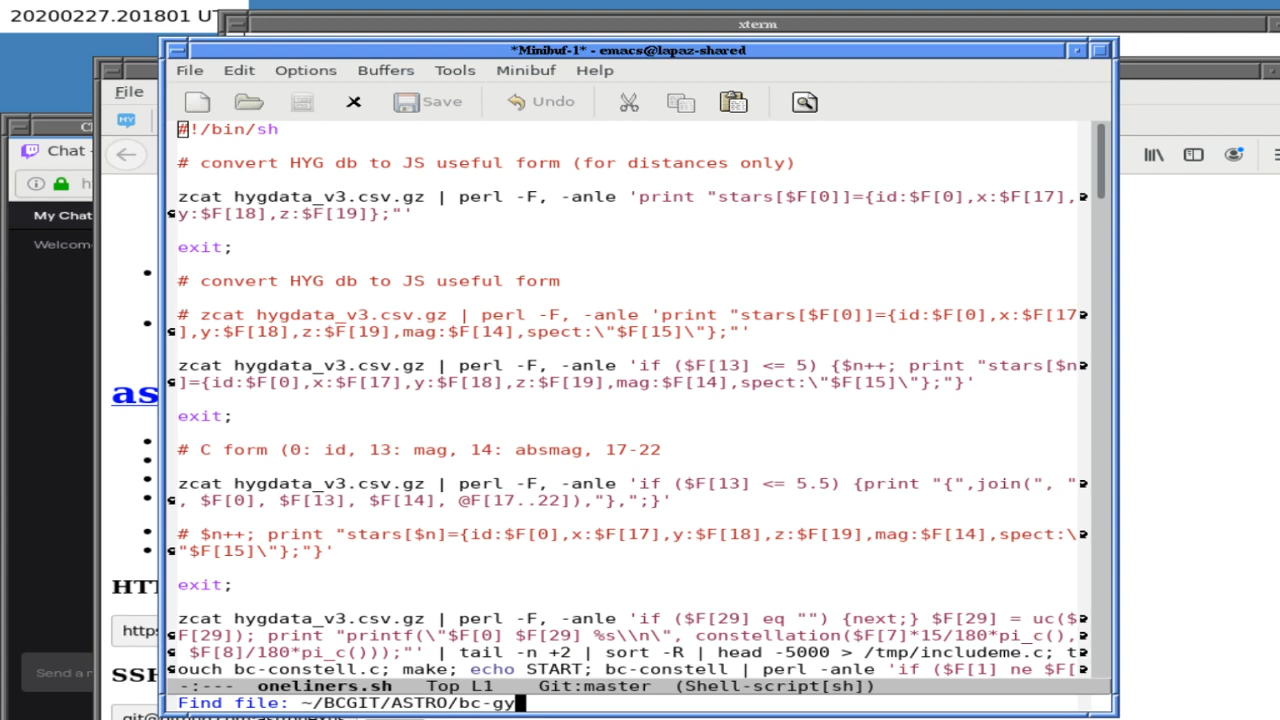 20200227.201801 U
xterm
*Minibuf-1* - emacs@lapaz-shared
File Edit Options Buffers Tools Minibuf Help
Save Undo
File
Chat
My Chat
Welcom
as
HT
https
SSH
Send a m
#!/bin/sh
# convert HYG db to JS useful form (for distances only)
zcat hygdata_v3.csv.gz | perl -F, -anle 'print "stars[$F[0]]={id:$F[0],x:$F[17],
y:$F[18],z:$F[19]};"'
exit;
# convert HYG db to JS useful form
# zcat hygdata_v3.csv.gz | perl -F, -anle 'print "stars[$F[0]]={id:$F[0],x:$F[17
],y:$F[18],z:$F[19],mag:$F[14],spect:\"$F[15]\"};"'
zcat hygdata_v3.csv.gz | perl -F, -anle 'if ($F[13] <= 5) {$n++; print "stars[$n
]={id:$F[0],x:$F[17],y:$F[18],z:$F[19],mag:$F[14],spect:\"$F[15]\"};"}'
exit;
# C form (0: id, 13: mag, 14: absmag, 17-22
zcat hygdata_v3.csv.gz | perl -F, -anle 'if ($F[13] <= 5.5) {print "{",join(", "
, $F[0], $F[13], $F[14], @F[17..22]),"},";}'
# $n++; print "stars[$n]={id:$F[0],x:$F[17],y:$F[18],z:$F[19],mag:$F[14],spect:\
"$F[15]\"};"}'
exit;
zcat hygdata_v3.csv.gz | perl -F, -anle 'if ($F[29] eq "") {next;} $F[29] = uc($
F[29]); print "printf(\"$F[0] $F[29] %s\\n\", constellation($F[7]*15/180*pi_c(),
$F[8]/180*pi_c()));"' | tail -n +2 | sort -R | head -5000 > /tmp/includeme.c; t
ouch bc-constell.c; make; echo START; bc-constell | perl -anle 'if ($F[1] ne $F[
-:--- oneliners.sh Top L1 Git:master (Shell-script[sh])
Find file: ~/BCGIT/ASTRO/bc-gy